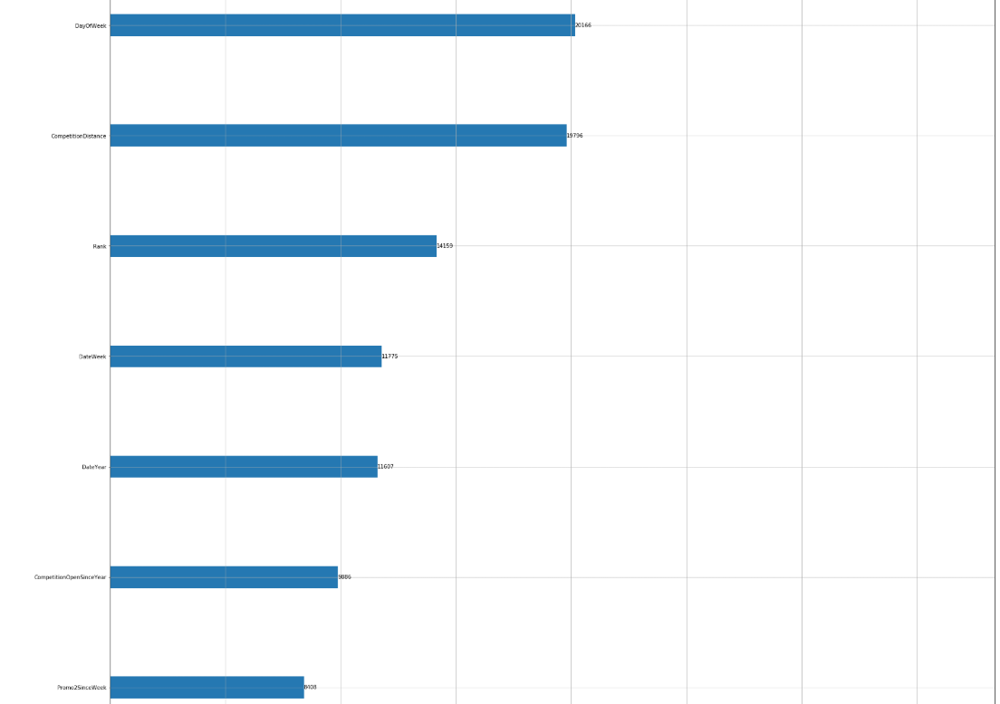 DayOfWeek 20166
CompetitionDistance 19796
Rank 14159
DateWeek 11775
DateYear 11607
CompetitionOpenSinceYear 9886
Promo2SinceWeek 8408